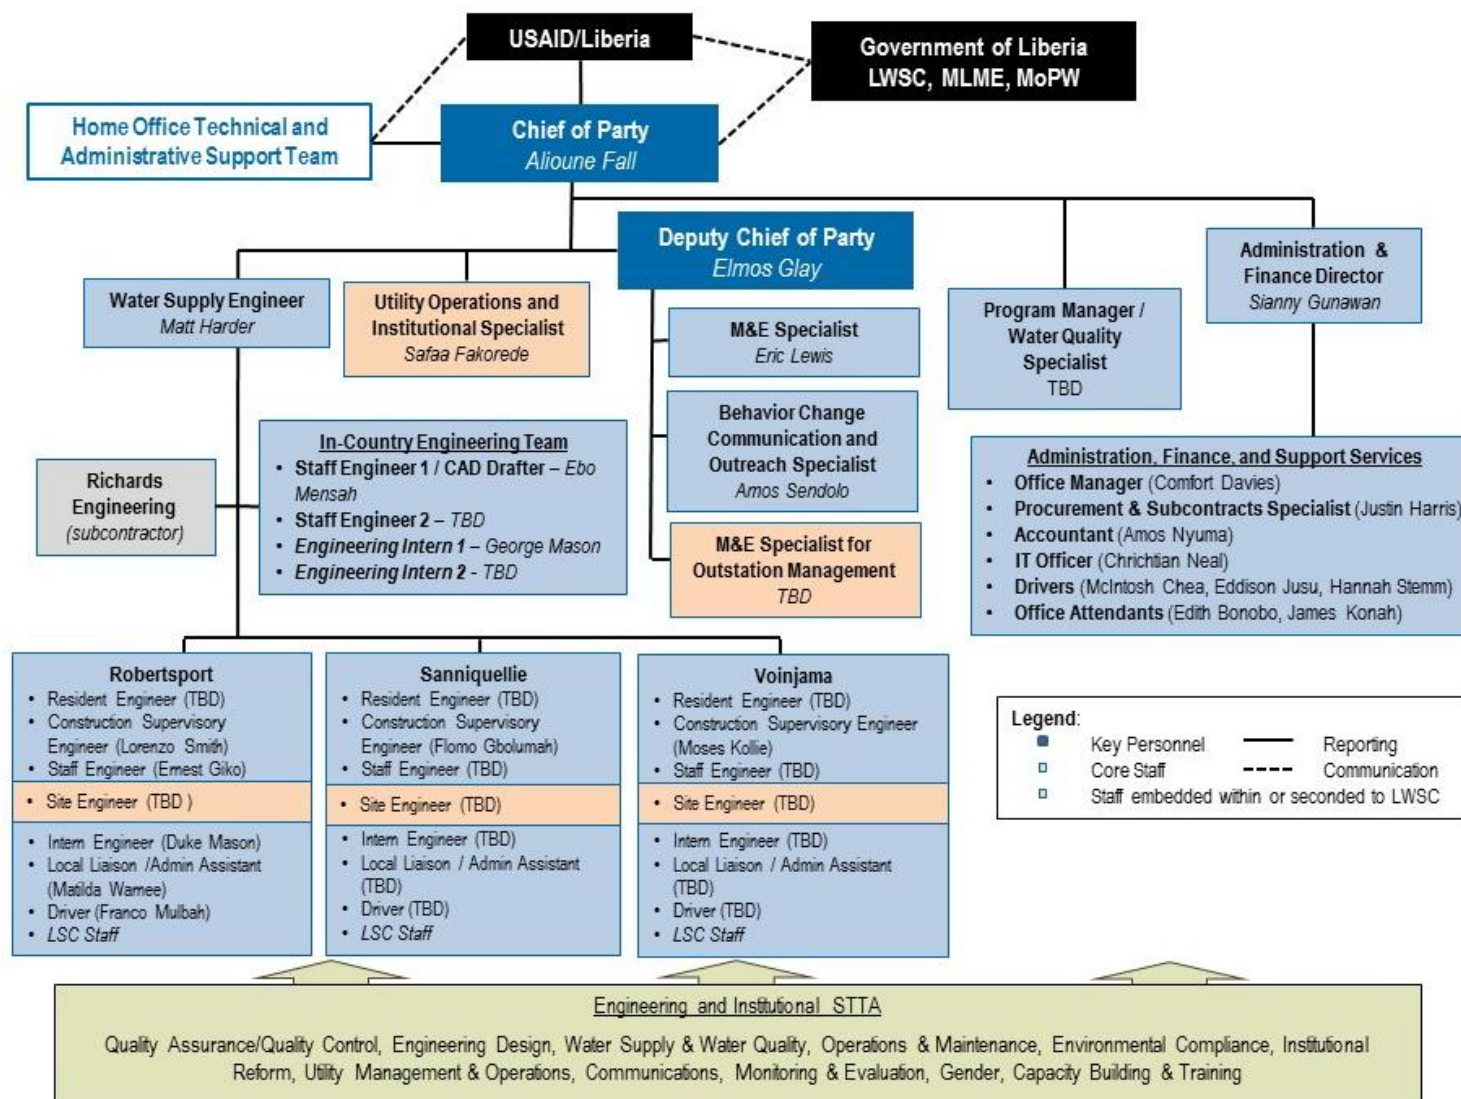 USAID/Liberia
Government of Liberia
LWSC, MLME, MoPW
Home Office Technical and
Administrative Support Team
Chief of Party
Alioune Fall
Deputy Chief of Party
Elmos Glay
Water Supply Engineer
Matt Harder
Utility Operations and
Institutional Specialist
Safaa Fakorede
M&E Specialist
Eric Lewis
Behavior Change
Communication and
Outreach Specialist
Amos Sendolo
M&E Specialist for
Outstation Management
TBD
Program Manager /
Water Quality
Specialist
TBD
Administration &
Finance Director
Sianny Gunawan
Richards
Engineering
(subcontractor)
In-Country Engineering Team
• Staff Engineer 1 / CAD Drafter – Ebo
Mensah
• Staff Engineer 2 – TBD
• Engineering Intern 1 – George Mason
• Engineering Intern 2 - TBD
Administration, Finance, and Support Services
• Office Manager (Comfort Davies)
• Procurement & Subcontracts Specialist (Justin Harris)
• Accountant (Amos Nyuma)
• IT Officer (Chrichtian Neal)
• Drivers (McIntosh Chea, Eddison Jusu, Hannah Stemm)
• Office Attendants (Edith Bonobo, James Konah)
Robertsport
• Resident Engineer (TBD)
• Construction Supervisory
Engineer (Lorenzo Smith)
• Staff Engineer (Ernest Giko)
• Site Engineer (TBD )
• Intern Engineer (Duke Mason)
• Local Liaison /Admin Assistant
(Matilda Warnee)
• Driver (Franco Mulbah)
• LSC Staff
Sanniquellie
• Resident Engineer (TBD)
• Construction Supervisory
Engineer (Flomo Gbolumah)
• Staff Engineer (TBD)
• Site Engineer (TBD)
• Intern Engineer (TBD)
• Local Liaison / Admin Assistant
(TBD)
• Driver (TBD)
• LSC Staff
Voinjama
• Resident Engineer (TBD)
• Construction Supervisory Engineer
(Moses Kollie)
• Staff Engineer (TBD)
• Site Engineer (TBD)
• Intern Engineer (TBD)
• Local Liaison / Admin Assistant
(TBD)
• Driver (TBD)
• LSC Staff
Legend:
Key Personnel Reporting
Core Staff Communication
Staff embedded within or seconded to LWSC
Engineering and Institutional STTA
Quality Assurance/Quality Control, Engineering Design, Water Supply & Water Quality, Operations & Maintenance, Environmental Compliance, Institutional
Reform, Utility Management & Operations, Communications, Monitoring & Evaluation, Gender, Capacity Building & Training